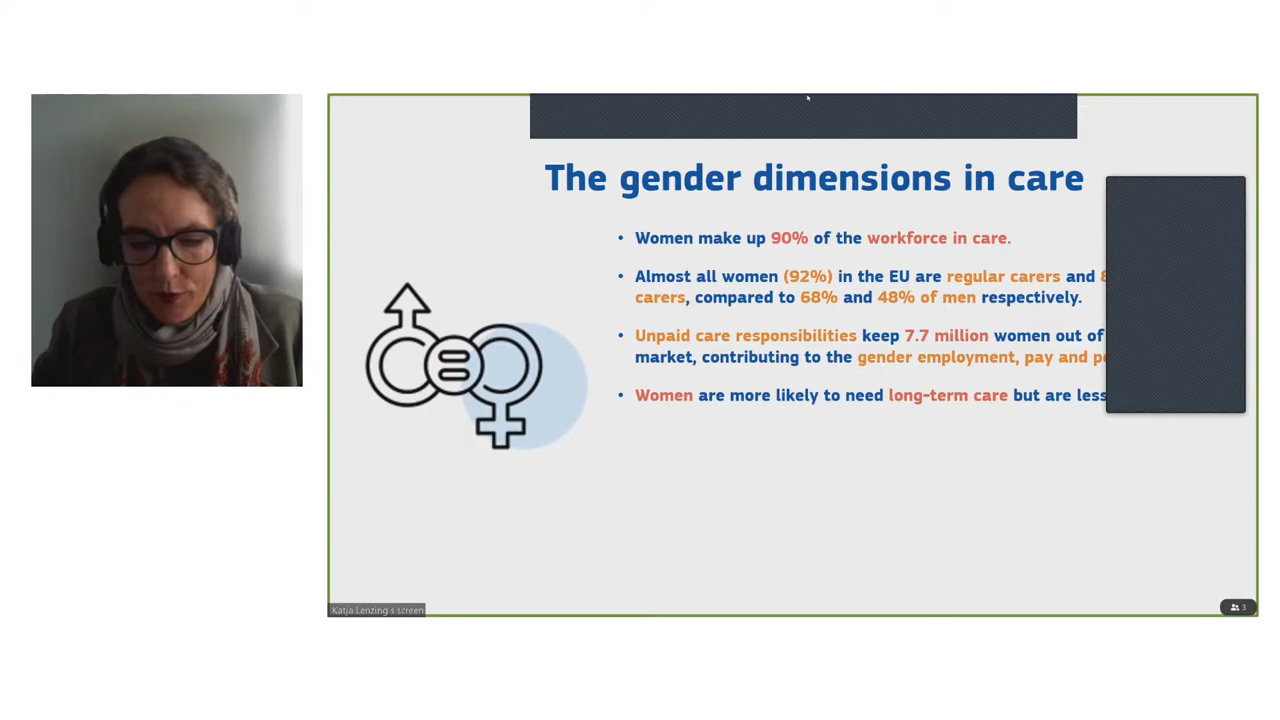 The gender dimensions in care
• Women make up 90% of the workforce in care.
• Almost all women (92%) in the EU are regular carers and
carers, compared to 68% and 48% of men respectively.
• Unpaid care responsibilities keep 7.7 million women out of
market, contributing to the gender employment, pay and
• Women are more likely to need long-term care but are less
Katja Lenzing s screen
3